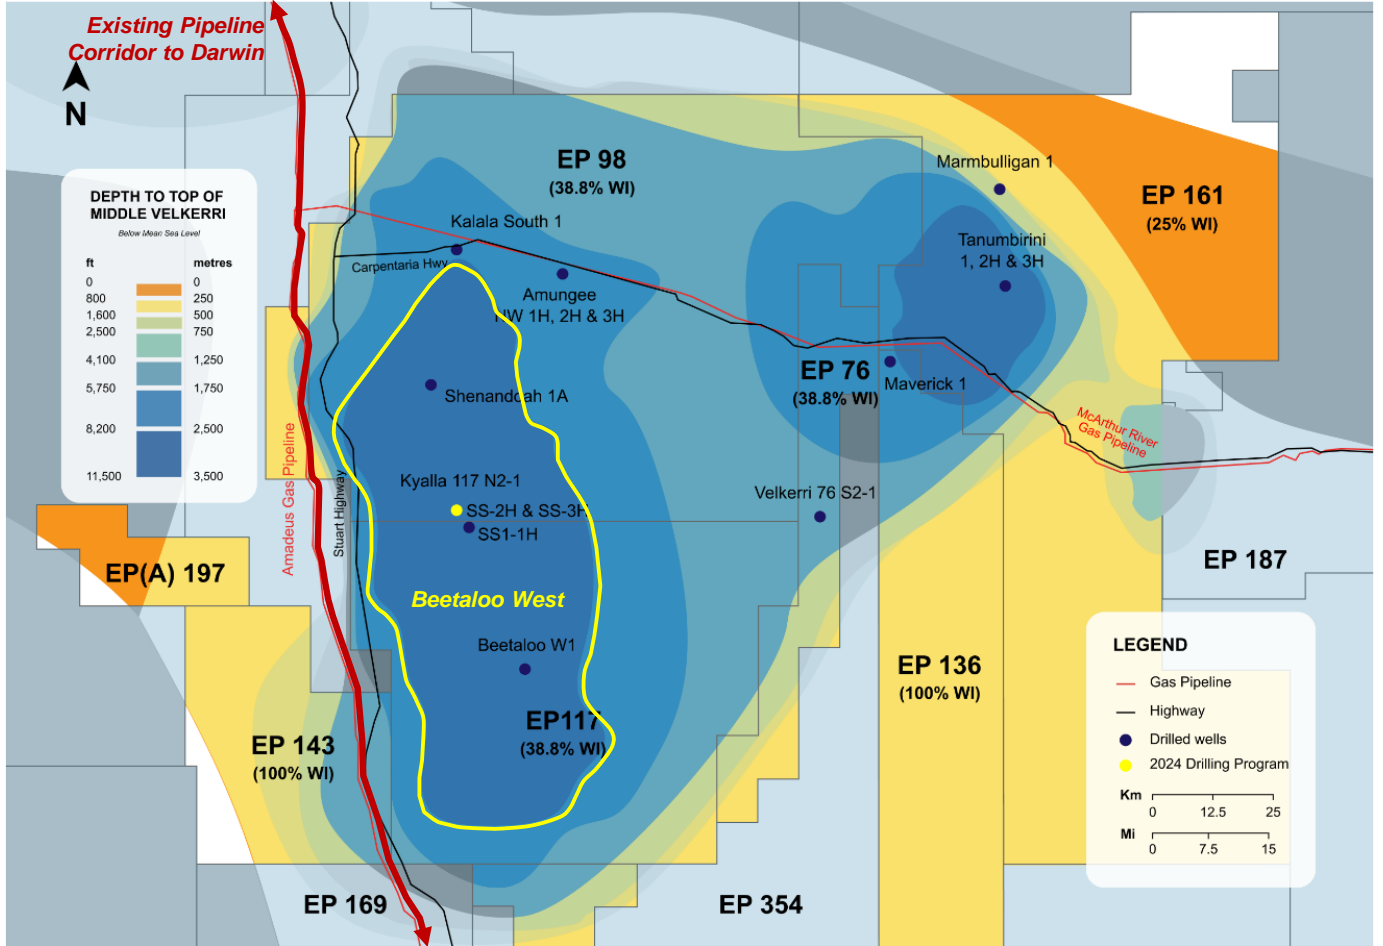 Existing Pipeline
Corridor to Darwin
N
DEPTH TO TOP OF
MIDDLE VELKERRI
Below Mean Sea Level
ft metres
0 0
800 250
1,600 500
2,500 750
4,100 1,250
5,750 1,750
8,200 2,500
11,500 3,500
EP 98
(38.8% WI)
Marmbulligan 1
EP 161
(25% WI)
Kalala South 1
Tanumbirini
1, 2H & 3H
Carpentaria Hwy
Amungee
NW 1H, 2H & 3H
EP 76
(38.8% WI)
Maverick 1
Shenandoah 1A
McArthur River
Gas Pipeline
Amadeus Gas Pipeline
Stuart Highway
Kyalla 117 N2-1
SS-2H & SS-3H
SS1-1H
Velkerri 76 S2-1
EP(A) 197
EP 187
Beetaloo West
Beetaloo W1
EP 136
(100% WI)
EP117
(38.8% WI)
EP 143
(100% WI)
LEGEND
Gas Pipeline
Highway
Drilled wells
2024 Drilling Program
Km
0 12.5 25
Mi
0 7.5 15
EP 169
EP 354